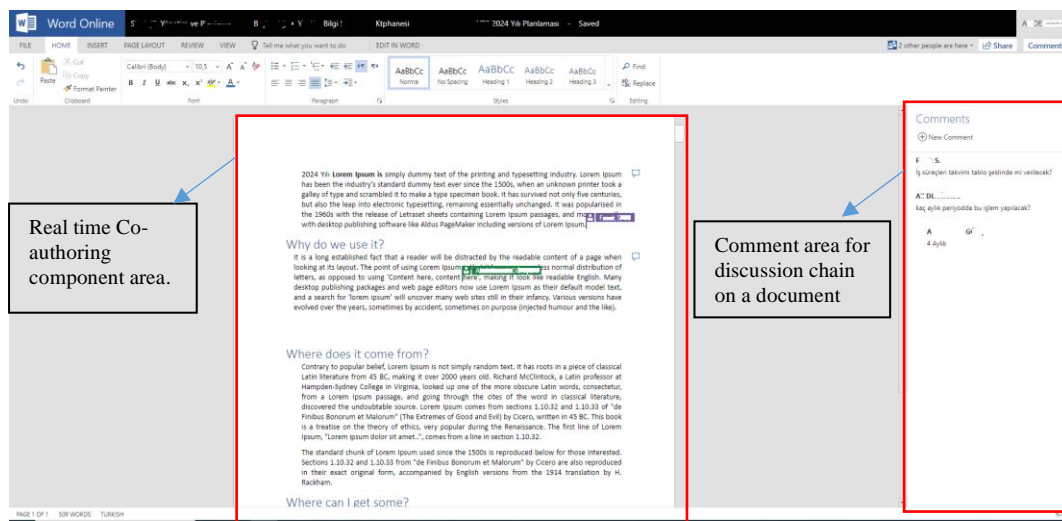 Word Online
2024 Yılı Planlaması - Saved
FILE HOME INSERT PAGE LAYOUT REVIEW VIEW Tell me what you want to do EDIT IN WORD
2 other people are here Share Comment
Cut
Copy
Paste
Format Painter
Calibri (Body) 10,5
B I U abc
AaBbCc AaBbCc AaBbCc AaBbCc AaBbCc
Normal No Spacing Heading 1 Heading 2 Heading 3
Find
Replace
Undo Clipboard Font Paragraph Styles Editing
Real time Co-
authoring
component area.
2024 Yılı Lorem Ipsum is simply dummy text of the printing and typesetting industry. Lorem Ipsum
has been the industry's standard dummy text ever since the 1500s, when an unknown printer took a
galley of type and scrambled it to make a type specimen book. It has survived not only five centuries,
but also the leap into electronic typesetting, remaining essentially unchanged. It was popularised in
the 1960s with the release of Letraset sheets containing Lorem Ipsum passages, and
with desktop publishing software like Aldus PageMaker including versions of Lorem Ipsum.
Why do we use it?
It is a long established fact that a reader will be distracted by the readable content of a page when
looking at its layout. The point of using Lorem Ipsum normal distribution of
letters, as opposed to using 'Content here, content here', making it look like readable English. Many
desktop publishing packages and web page editors now use Lorem Ipsum as their default model text,
and a search for 'lorem ipsum' will uncover many web sites still in their infancy. Various versions have
evolved over the years, sometimes by accident, sometimes on purpose (injected humour and the like).
Where does it come from?
Contrary to popular belief, Lorem Ipsum is not simply random text. It has roots in a piece of classical
Latin literature from 45 BC, making it over 2000 years old. Richard McClintock, a Latin professor at
Hampden-Sydney College in Virginia, looked up one of the more obscure Latin words, consectetur,
from a Lorem Ipsum passage, and going through the cites of the word in classical literature,
discovered the undoubtable source. Lorem Ipsum comes from sections 1.10.32 and 1.10.33 of "de
Finibus Bonorum et Malorum" (The Extremes of Good and Evil) by Cicero, written in 45 BC. This book
is a treatise on the theory of ethics, very popular during the Renaissance. The first line of Lorem
Ipsum, "Lorem ipsum dolor sit amet..", comes from a line in section 1.10.32.
The standard chunk of Lorem Ipsum used since the 1500s is reproduced below for those interested.
Sections 1.10.32 and 1.10.33 from "de Finibus Bonorum et Malorum" by Cicero are also reproduced
in their exact original form, accompanied by English versions from the 1914 translation by H.
Rackham.
Where can I get some?
Comment area for
discussion chain
on a document
Comments
New Comment
İş süreçleri takvimi tablo şeklinde mi verilecek?
kaç aylık periyodda bu işlem yapılacak?
4 Aylık
PAGE 1 OF 1 509 WORDS TURKISH